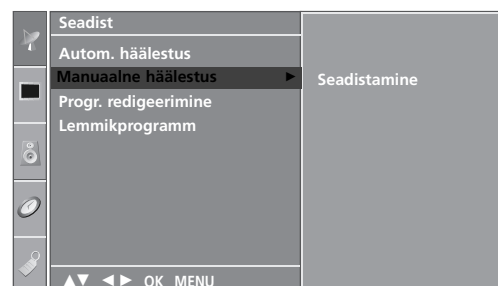 Seadist
Autom. häälestus
Manuaalne häälestus ►
Seadistamine
Progr. redigeerimine
Lemmikprogramm
▲▼ ◄► OK MENU